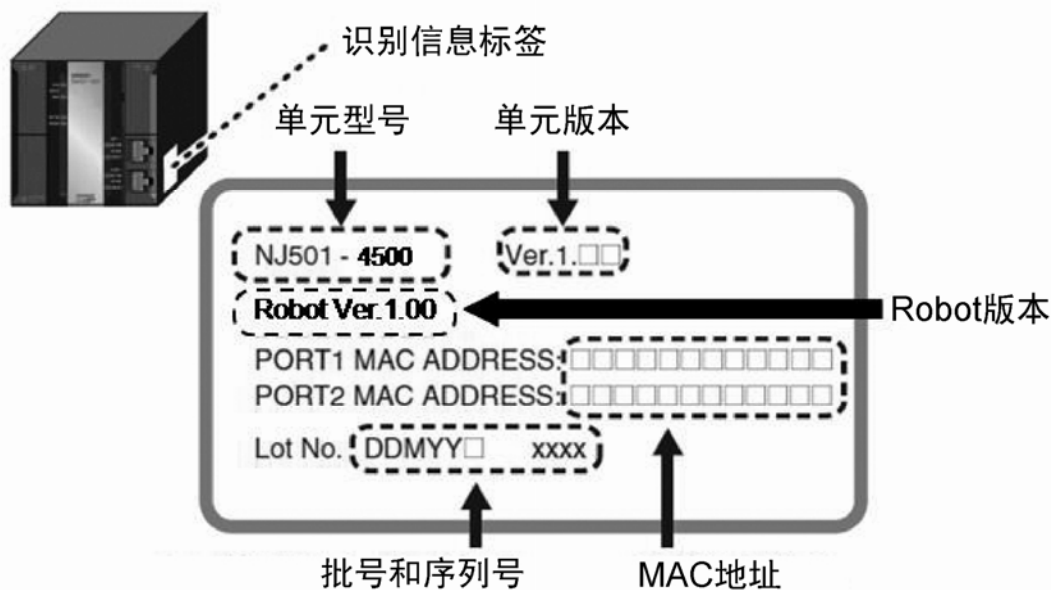 识别信息标签
单元型号
单元版本
NJ501 - 4500
Ver.1.□□
Robot Ver.1.00
Robot版本
PORT1 MAC ADDRESS:□□□□□□□□□□□□
PORT2 MAC ADDRESS:□□□□□□□□□□□□
Lot No. DDMYY□ xxxx
批号和序列号
MAC地址